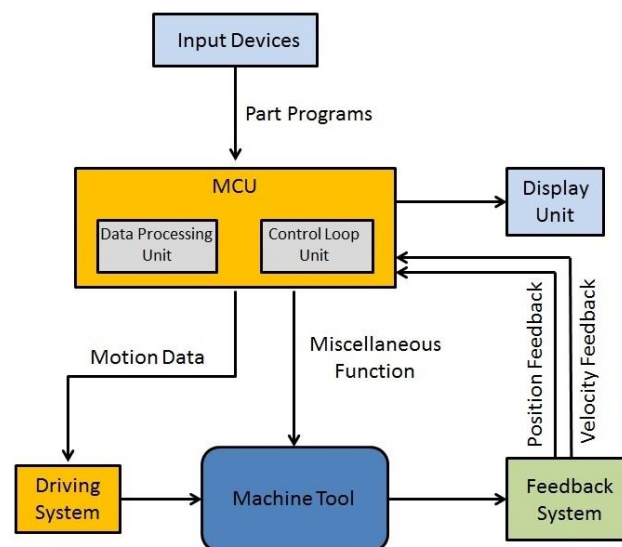 Input Devices
Part Programs
MCU
Data Processing
Unit
Control Loop
Unit
Display
Unit
Motion Data
Miscellaneous
Function
Position Feedback
Velocity Feedback
Driving
System
Machine Tool
Feedback
System